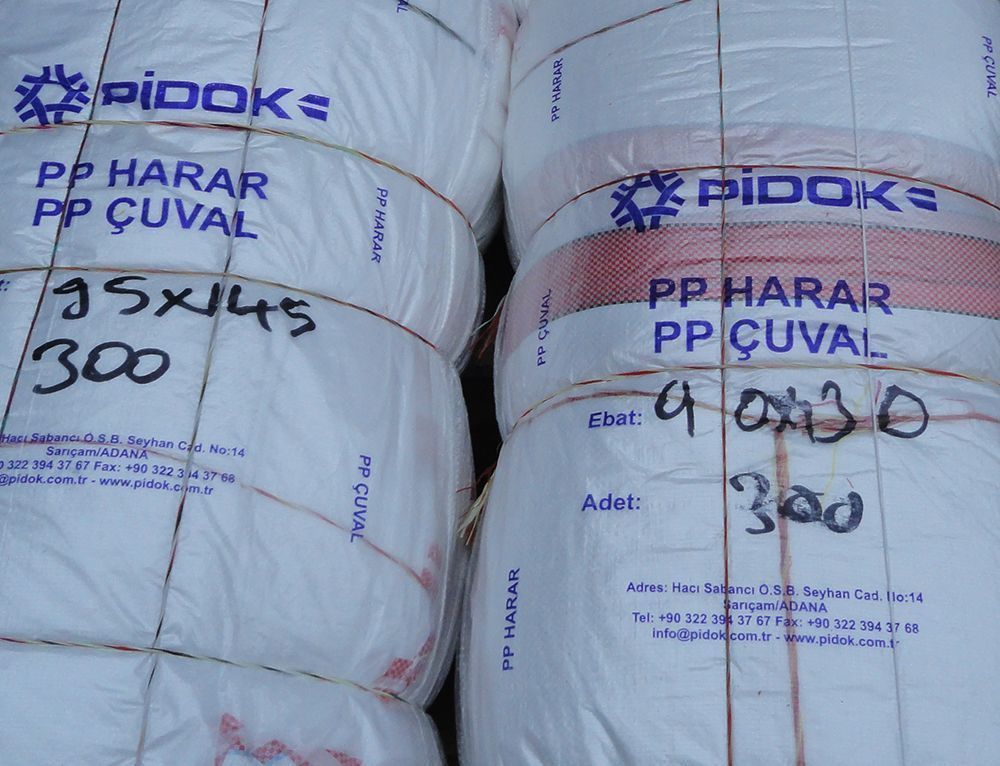 PİDOK
PP HARAR
PP ÇUVAL
PP HARAR
95x145
300
Hacı Sabancı O.S.B. Seyhan Cad. No:14
Sarıçam/ADANA
322 394 37 67 Fax: +90 322 394 37 68
@pidok.com.tr - www.pidok.com.tr
PP ÇUVAL
PP HARAR
PP ÇUVAL
PİDOK
PP HARAR
PP ÇUVAL
PP ÇUVAL
Ebat: 90x130
Adet: 300
PP HARAR
Adres: Hacı Sabancı O.S.B. Seyhan Cad. No:14
Sarıçam/ADANA
Tel: +90 322 394 37 67 Fax: +90 322 394 37 68
info@pidok.com.tr - www.pidok.com.tr